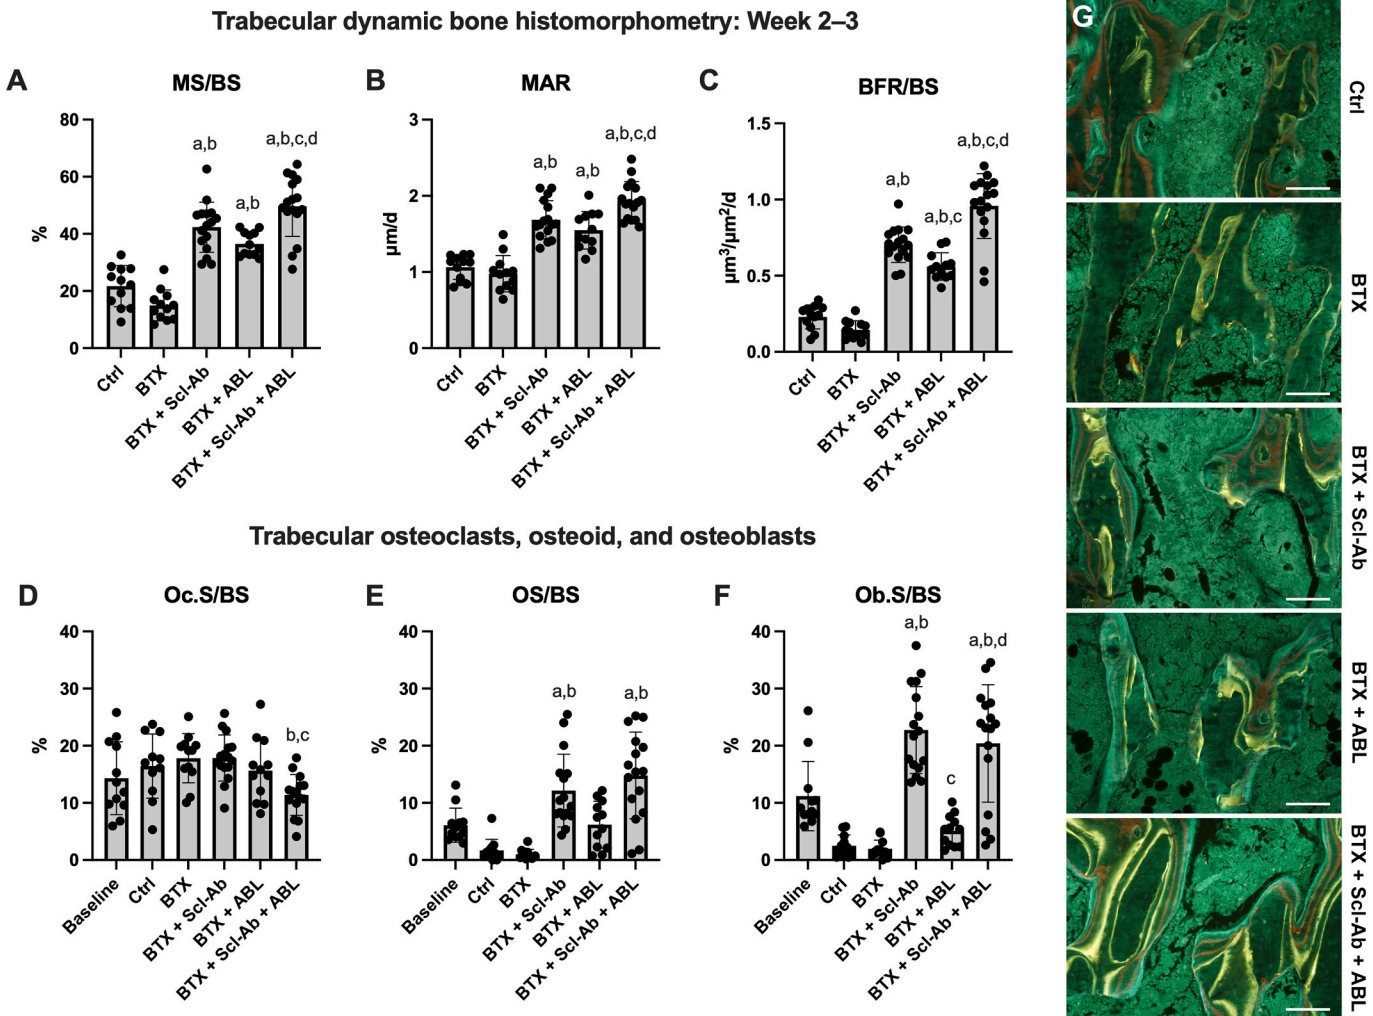 Trabecular dynamic bone histomorphometry: Week 2–3
A
MS/BS
80
60
40
20
0
%
a,b
a,b
a,b,c,d
Ctrl
BTX
BTX + Scl-Ab
BTX + ABL
BTX + Scl-Ab + ABL
B
MAR
3
2
1
0
µm/d
a,b
a,b
a,b,c,d
Ctrl
BTX
BTX + Scl-Ab
BTX + ABL
BTX + Scl-Ab + ABL
C
BFR/BS
1.5
1.0
0.5
0.0
µm³/µm²/d
a,b
a,b,c
a,b,c,d
Ctrl
BTX
BTX + Scl-Ab
BTX + ABL
BTX + Scl-Ab + ABL
Trabecular osteoclasts, osteoid, and osteoblasts
D
Oc.S/BS
40
30
20
10
0
%
b,c
Baseline
Ctrl
BTX
BTX + Scl-Ab
BTX + ABL
BTX + Scl-Ab + ABL
E
OS/BS
40
30
20
10
0
%
a,b
a,b
Baseline
Ctrl
BTX
BTX + Scl-Ab
BTX + ABL
BTX + Scl-Ab + ABL
F
Ob.S/BS
40
30
20
10
0
%
a,b
c
a,b,d
Baseline
Ctrl
BTX
BTX + Scl-Ab
BTX + ABL
BTX + Scl-Ab + ABL
G
Ctrl
BTX
BTX + Scl-Ab
BTX + ABL
BTX + Scl-Ab + ABL